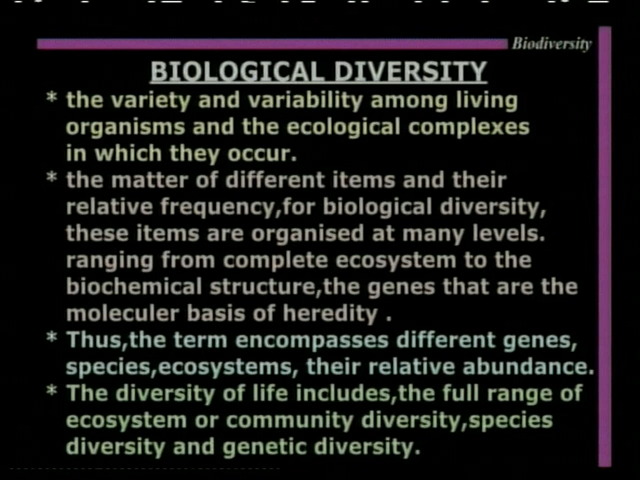 Biodiversity
BIOLOGICAL DIVERSITY
* the variety and variability among living
organisms and the ecological complexes
in which they occur.
* the matter of different items and their
relative frequency,for biological diversity,
these items are organised at many levels.
ranging from complete ecosystem to the
biochemical structure,the genes that are the
moleculer basis of heredity .
* Thus,the term encompasses different genes,
species,ecosystems, their relative abundance.
* The diversity of life includes,the full range of
ecosystem or community diversity,species
diversity and genetic diversity.